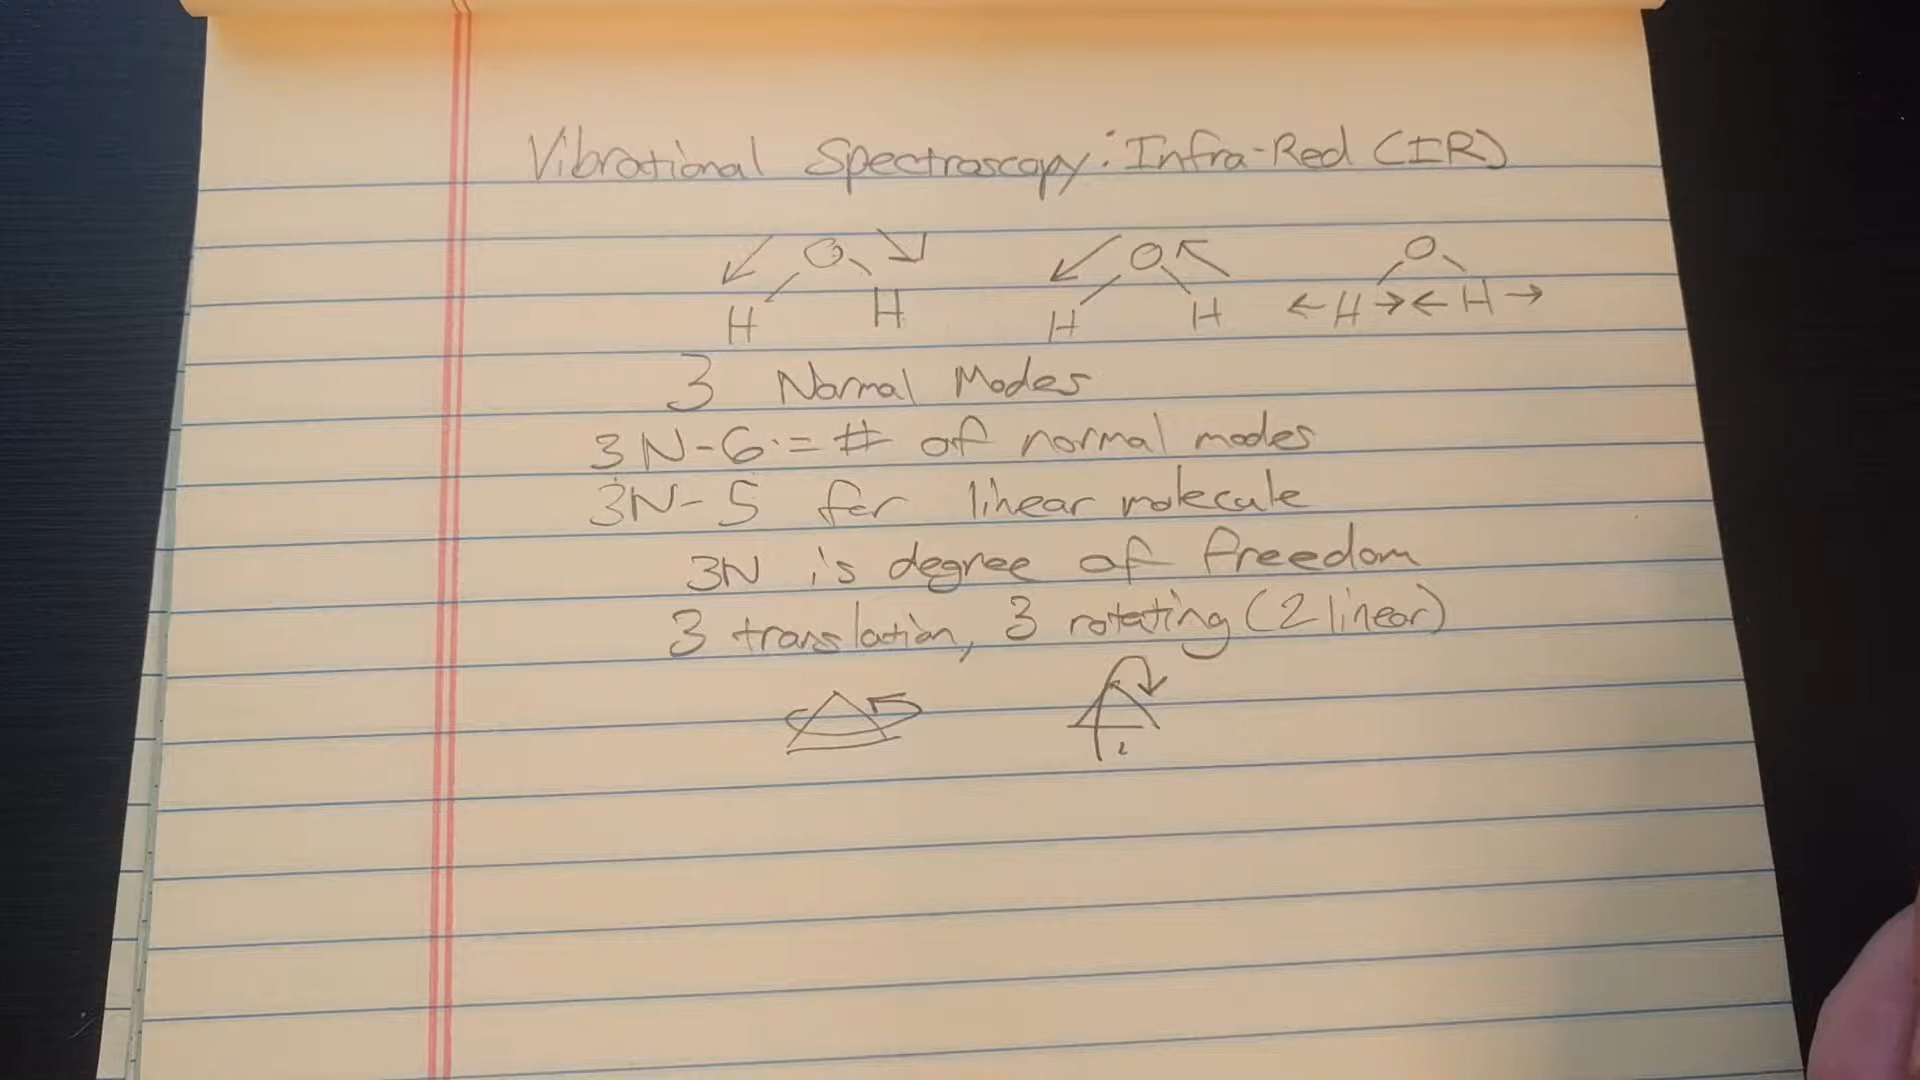 Vibrational Spectroscopy: Infra-Red (IR)
O O O
H H H H ← H → ← H →
3 Normal Modes
3N-6 = # of normal modes
3N-5 for linear molecule
3N is degree of freedom
3 translation, 3 rotating (2 linear)